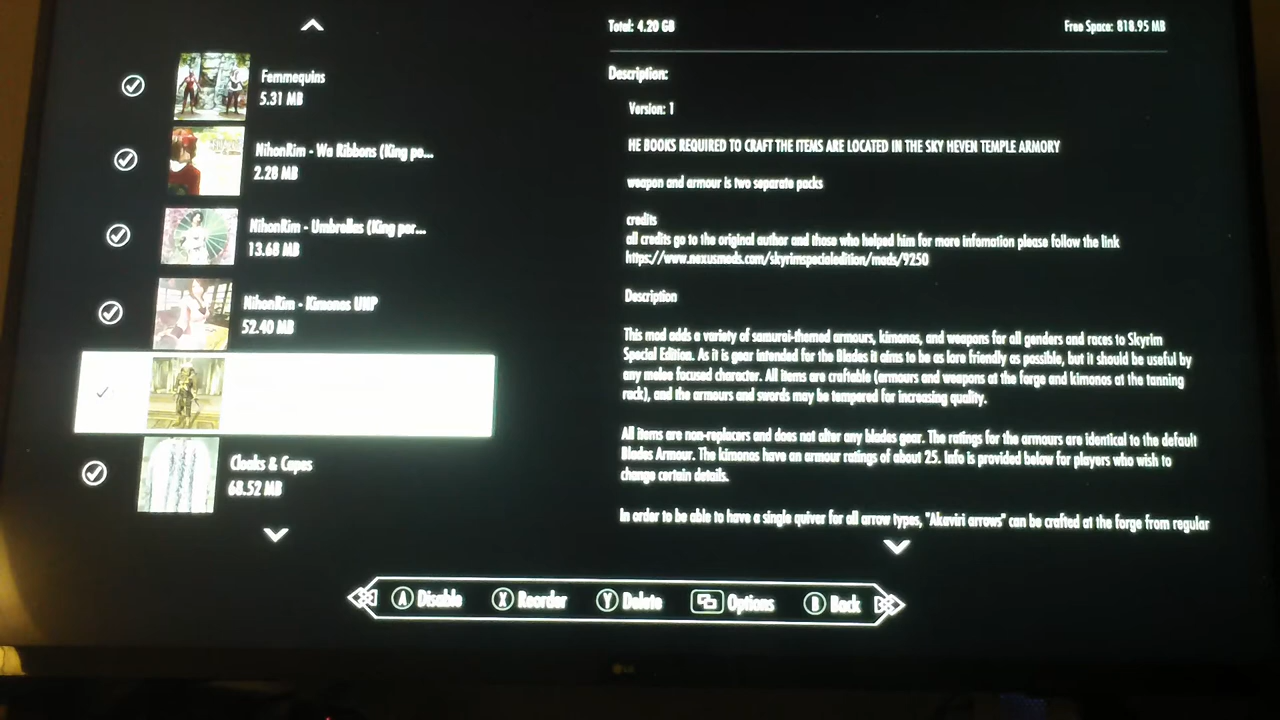 Total: 4.20 GB
Free Space: 818.95 MB
Femmequins
5.31 MB
NihonRim - Wa Ribbons (King po...
2.28 MB
NihonRim - Umbrellas (King por...
13.68 MB
NihonRim - Kimonos UNP
52.40 MB
Cloaks & Capes
68.52 MB
Description:
Version: 1
HE BOOKS REQUIRED TO CRAFT THE ITEMS ARE LOCATED IN THE SKY HEVEN TEMPLE ARMORY
weapon and armour is two separate packs
credits
all credits go to the original author and those who helped him for more infomation please follow the link
https://www.nexusmods.com/skyrimspecialedition/mods/9250
Description
This mod adds a variety of samurai-themed armours, kimonos, and weapons for all genders and races to Skyrim
Special Edition. As it is gear intended for the Blades it aims to be as lore friendly as possible, but it should be useful by
any melee focused character. All items are craftable (armours and weapons at the forge and kimonos at the tanning
rack), and the armours and swords may be tempered for increasing quality.
All items are non-replacers and does not alter any blades gear. The ratings for the armours are identical to the default
Blades Armour. The kimonos have an armour ratings of about 25. Info is provided below for players who wish to
change certain details.
In order to be able to have a single quiver for all arrow types, "Akaviri arrows" can be crafted at the forge from regular
A Disable X Reorder Y Delete Options B Back
LG